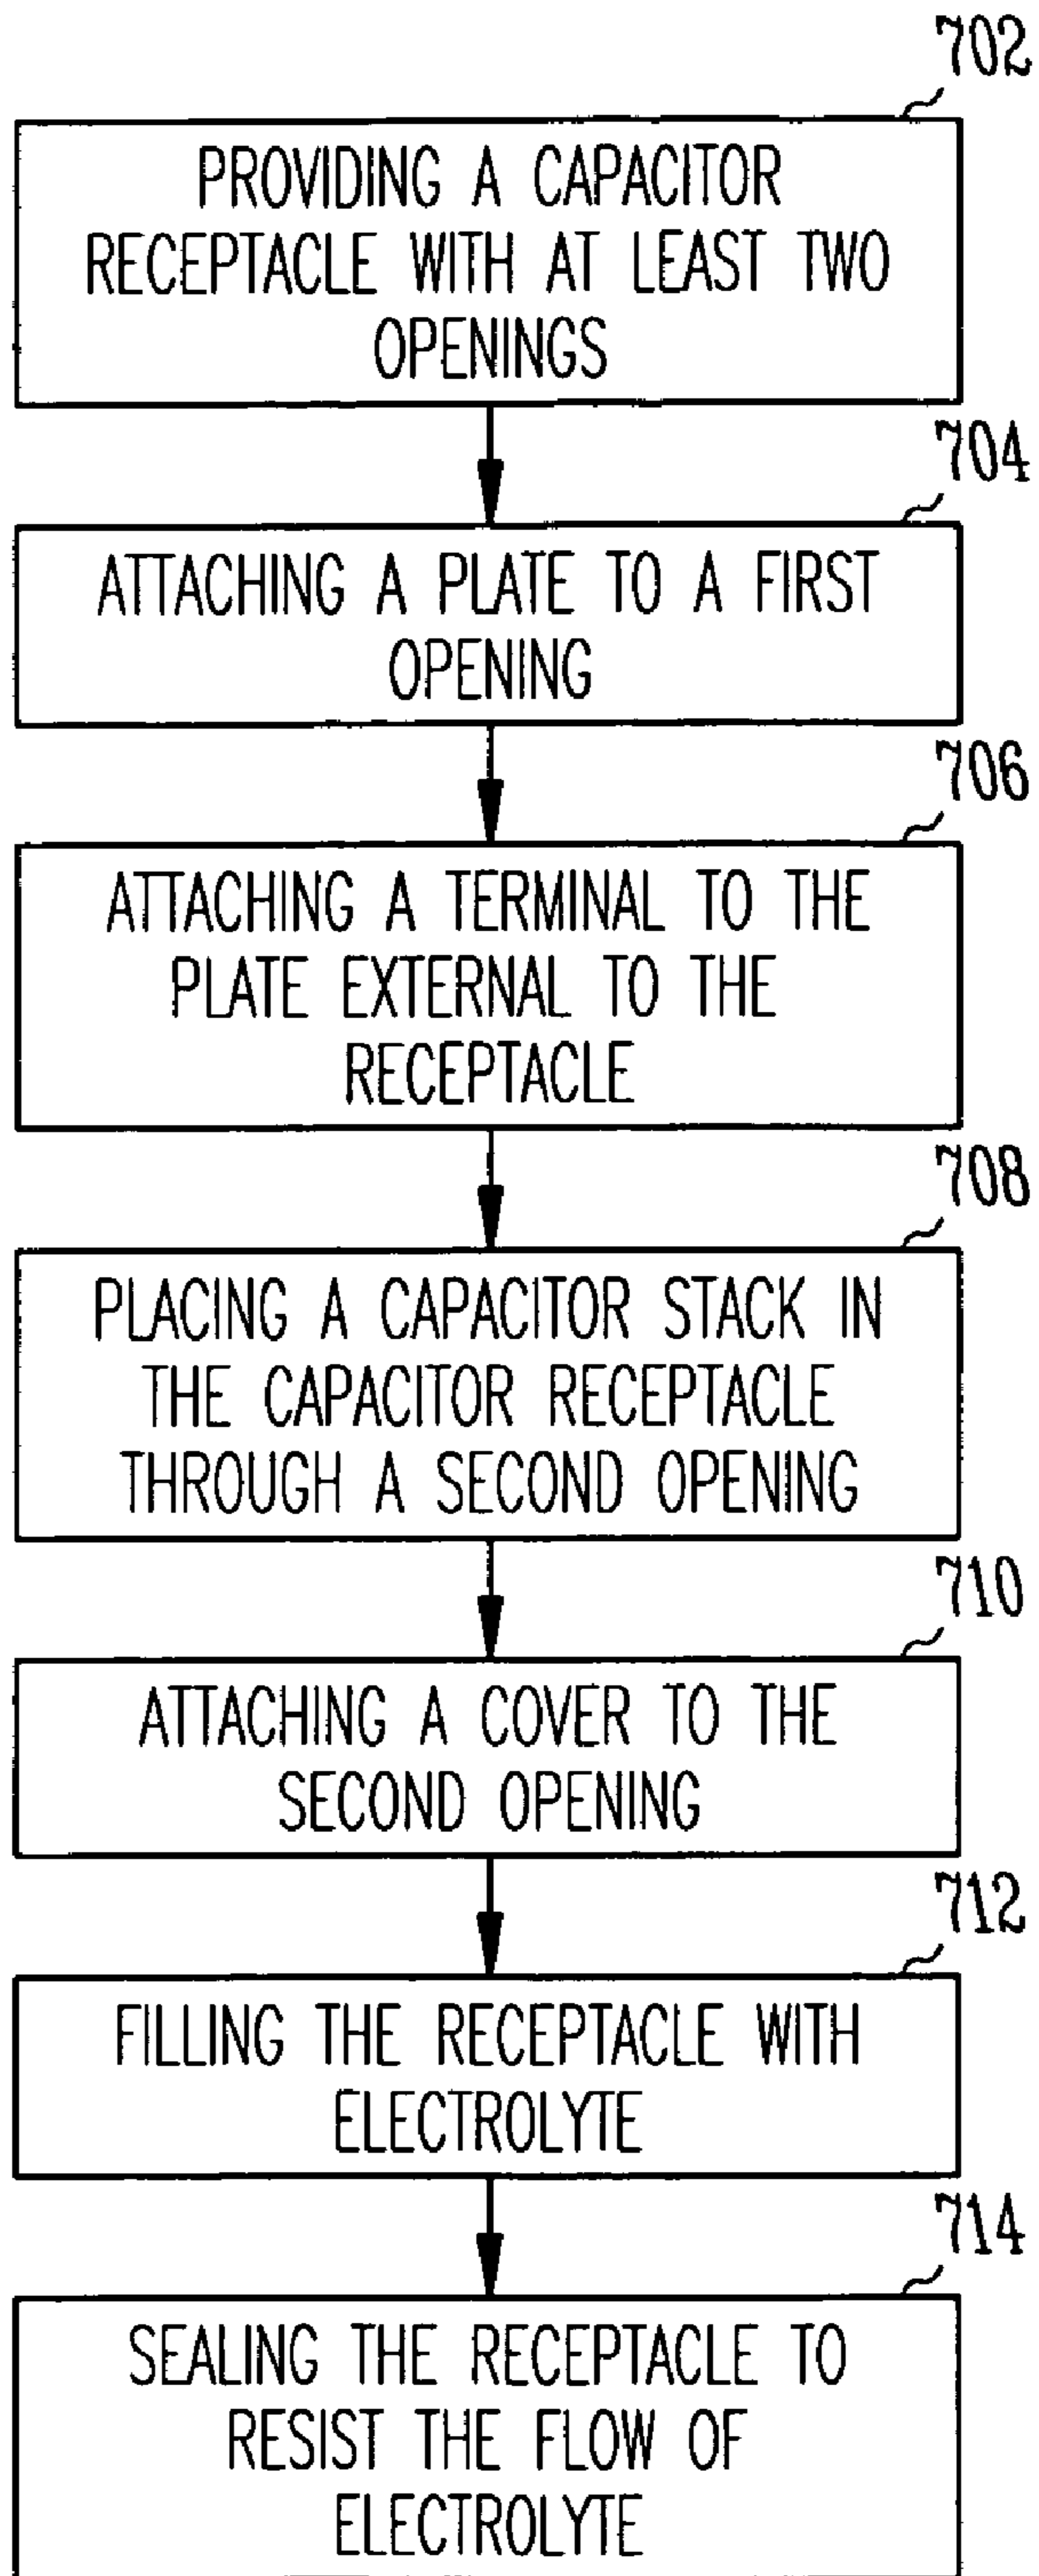 702
PROVIDING A CAPACITOR
RECEPTACLE WITH AT LEAST TWO
OPENINGS
704
ATTACHING A PLATE TO A FIRST
OPENING
706
ATTACHING A TERMINAL TO THE
PLATE EXTERNAL TO THE
RECEPTACLE
708
PLACING A CAPACITOR STACK IN
THE CAPACITOR RECEPTACLE
THROUGH A SECOND OPENING
710
ATTACHING A COVER TO THE
SECOND OPENING
712
FILLING THE RECEPTACLE WITH
ELECTROLYTE
714
SEALING THE RECEPTACLE TO
RESIST THE FLOW OF
ELECTROLYTE